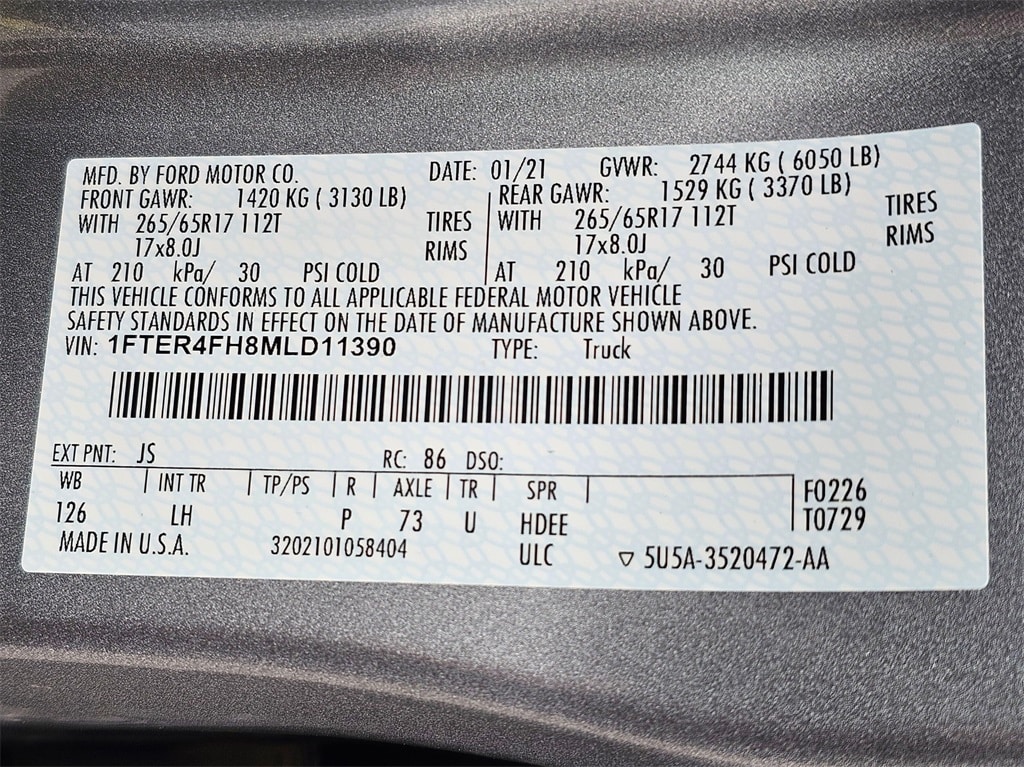 MFD. BY FORD MOTOR CO. DATE: 01/21 GVWR: 2744 KG ( 6050 LB)
FRONT GAWR: 1420 KG ( 3130 LB) REAR GAWR: 1529 KG ( 3370 LB)
WITH 265/65R17 112T TIRES WITH 265/65R17 112T TIRES
17x8.0J RIMS 17x8.0J RIMS
AT 210 kPa/ 30 PSI COLD AT 210 kPa/ 30 PSI COLD
THIS VEHICLE CONFORMS TO ALL APPLICABLE FEDERAL MOTOR VEHICLE
SAFETY STANDARDS IN EFFECT ON THE DATE OF MANUFACTURE SHOWN ABOVE.
VIN: 1FTER4FH8MLD11390 TYPE: Truck
EXT PNT: JS RC: 86 DSO:
WB INT TR TP/PS R AXLE TR SPR F0226
126 LH P 73 U HDEE T0729
MADE IN U.S.A. 3202101058404 ULC ▽ 5U5A-3520472-AA